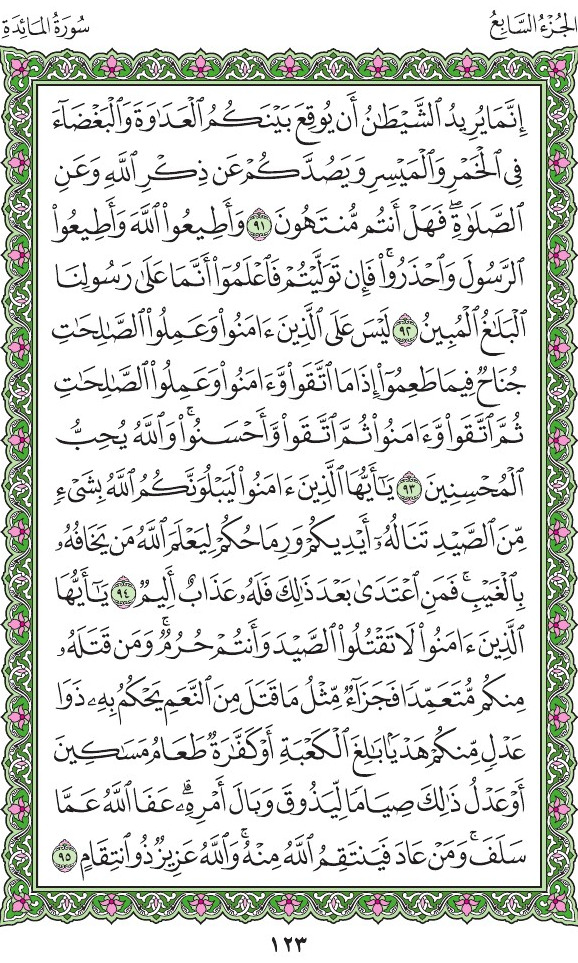 الجُزْءُ السَّابِعُ
سُورَةُ المَائِدَةِ
إِنَّمَا يُرِيدُ ٱلشَّيْطَٰنُ أَن يُوقِعَ بَيْنَكُمُ ٱلْعَدَٰوَةَ وَٱلْبَغْضَآءَ
فِى ٱلْخَمْرِ وَٱلْمَيْسِرِ وَيَصُدَّكُمْ عَن ذِكْرِ ٱللَّهِ وَعَنِ
ٱلصَّلَوٰةِۖ فَهَلْ أَنتُم مُّنتَهُونَ ٩١ وَأَطِيعُوا۟ ٱللَّهَ وَأَطِيعُوا۟
ٱلرَّسُولَ وَٱحْذَرُوا۟ۚ فَإِن تَوَلَّيْتُمْ فَٱعْلَمُوٓا۟ أَنَّمَا عَلَىٰ رَسُولِنَا
ٱلْبَلَٰغُ ٱلْمُبِينُ ٩٢ لَيْسَ عَلَى ٱلَّذِينَ ءَامَنُوا۟ وَعَمِلُوا۟ ٱلصَّٰلِحَٰتِ
جُنَاحٌ فِيمَا طَعِمُوٓا۟ إِذَا مَا ٱتَّقَوا۟ وَّءَامَنُوا۟ وَعَمِلُوا۟ ٱلصَّٰلِحَٰتِ
ثُمَّ ٱتَّقَوا۟ وَّءَامَنُوا۟ ثُمَّ ٱتَّقَوا۟ وَّأَحْسَنُوا۟ۚ وَٱللَّهُ يُحِبُّ
ٱلْمُحْسِنِينَ ٩٣ يَٰٓأَيُّهَا ٱلَّذِينَ ءَامَنُوا۟ لَيَبْلُوَنَّكُمُ ٱللَّهُ بِشَىْءٍ
مِّنَ ٱلصَّيْدِ تَنَالُهُۥٓ أَيْدِيكُمْ وَرِمَاحُكُمْ لِيَعْلَمَ ٱللَّهُ مَن يَخَافُهُۥ
بِٱلْغَيْبِۚ فَمَنِ ٱعْتَدَىٰ بَعْدَ ذَٰلِكَ فَلَهُۥ عَذَابٌ أَلِيمٌ ٩٤ يَٰٓأَيُّهَا
ٱلَّذِينَ ءَامَنُوا۟ لَا تَقْتُلُوا۟ ٱلصَّيْدَ وَأَنتُمْ حُرُمٌۚ وَمَن قَتَلَهُۥ
مِنكُم مُّتَعَمِّدًا فَجَزَآءٌ مِّثْلُ مَا قَتَلَ مِنَ ٱلنَّعَمِ يَحْكُمُ بِهِۦ ذَوَا
عَدْلٍ مِّنكُمْ هَدْيًۢا بَٰلِغَ ٱلْكَعْبَةِ أَوْ كَفَّٰرَةٌ طَعَامُ مَسَٰكِينَ
أَوْ عَدْلُ ذَٰلِكَ صِيَامًا لِّيَذُوقَ وَبَالَ أَمْرِهِۦۗ عَفَا ٱللَّهُ عَمَّا
سَلَفَۚ وَمَنْ عَادَ فَيَنتَقِمُ ٱللَّهُ مِنْهُۚ وَٱللَّهُ عَزِيزٌ ذُو ٱنتِقَامٍ ٩٥
١٢٣